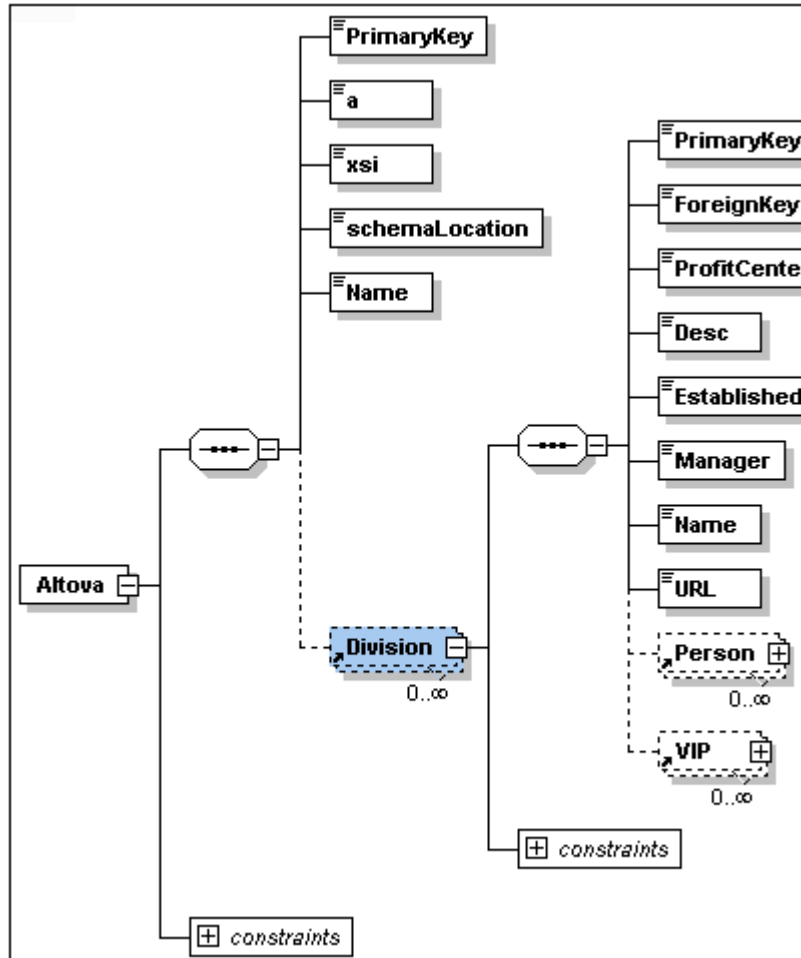 PrimaryKey
a
xsi
schemaLocation
Name
Altova
Division
0..∞
constraints
PrimaryKey
ForeignKey
ProfitCente
Desc
Established
Manager
Name
URL
Person
0..∞
VIP
0..∞
constraints